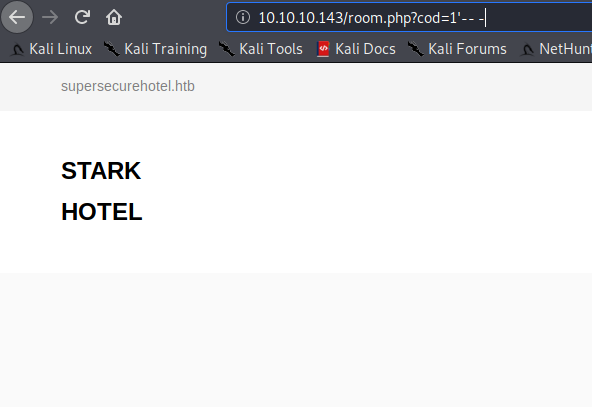 10.10.10.143/room.php?cod=1'-- -
Kali Linux Kali Training Kali Tools Kali Docs Kali Forums NetHunt
supersecurehotel.htb
STARK
HOTEL